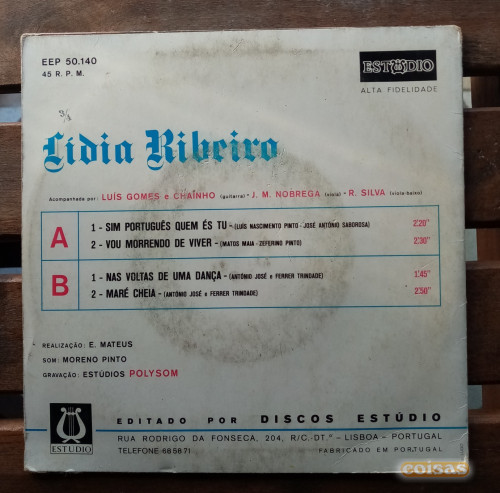 EEP 50.140
45 R. P. M.
ESTÚDIO
ALTA FIDELIDADE
Lídia Ribeiro
Acompanhada por: LUÍS GOMES e CHAÍNHO (guitarra) - J. M. NOBREGA (viola) - R. SILVA (viola baixo)
A
1 - SIM PORTUGUÊS QUEM ÉS TU - (LUÍS NASCIMENTO PINTO - JOSÉ ANTÓNIO SABOROSA) 2'20"
2 - VOU MORRENDO DE VIVER - (MATOS MAIA - ZEFERINO PINTO) 2'30"
B
1 - NAS VOLTAS DE UMA DANÇA - (ANTÓNIO JOSÉ e FERRER TRINDADE) 1'45"
2 - MARÉ CHEIA - (ANTÓNIO JOSÉ e FERRER TRINDADE) 2'50"
REALIZAÇÃO: E. MATEUS
SOM: MORENO PINTO
GRAVAÇÃO: ESTÚDIOS POLYSOM
ESTUDIO
EDITADO POR DISCOS ESTÚDIO
RUA RODRIGO DA FONSECA, 204, R/C.-DT.º - LISBOA - PORTUGAL
TELEFONE 685871 FABRICADO EM PORTUGAL
coisas